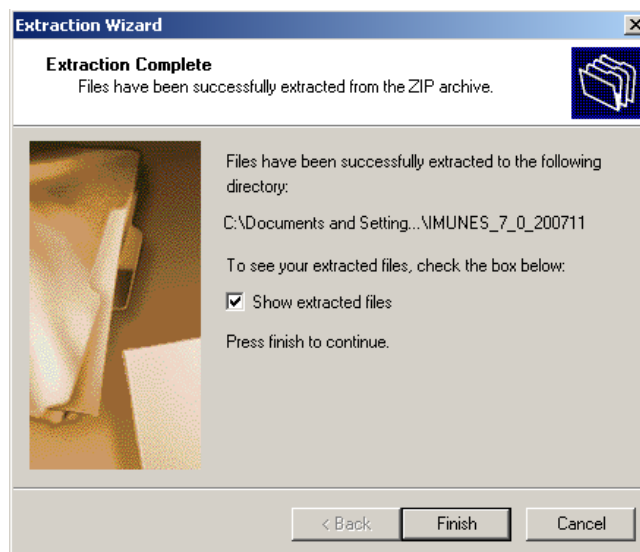 Extraction Wizard
Extraction Complete
Files have been successfully extracted from the ZIP archive.
Files have been successfully extracted to the following
directory:
C:\Documents and Setting...\IMUNES_7_0_200711
To see your extracted files, check the box below:
Show extracted files
Press finish to continue.
< Back Finish Cancel